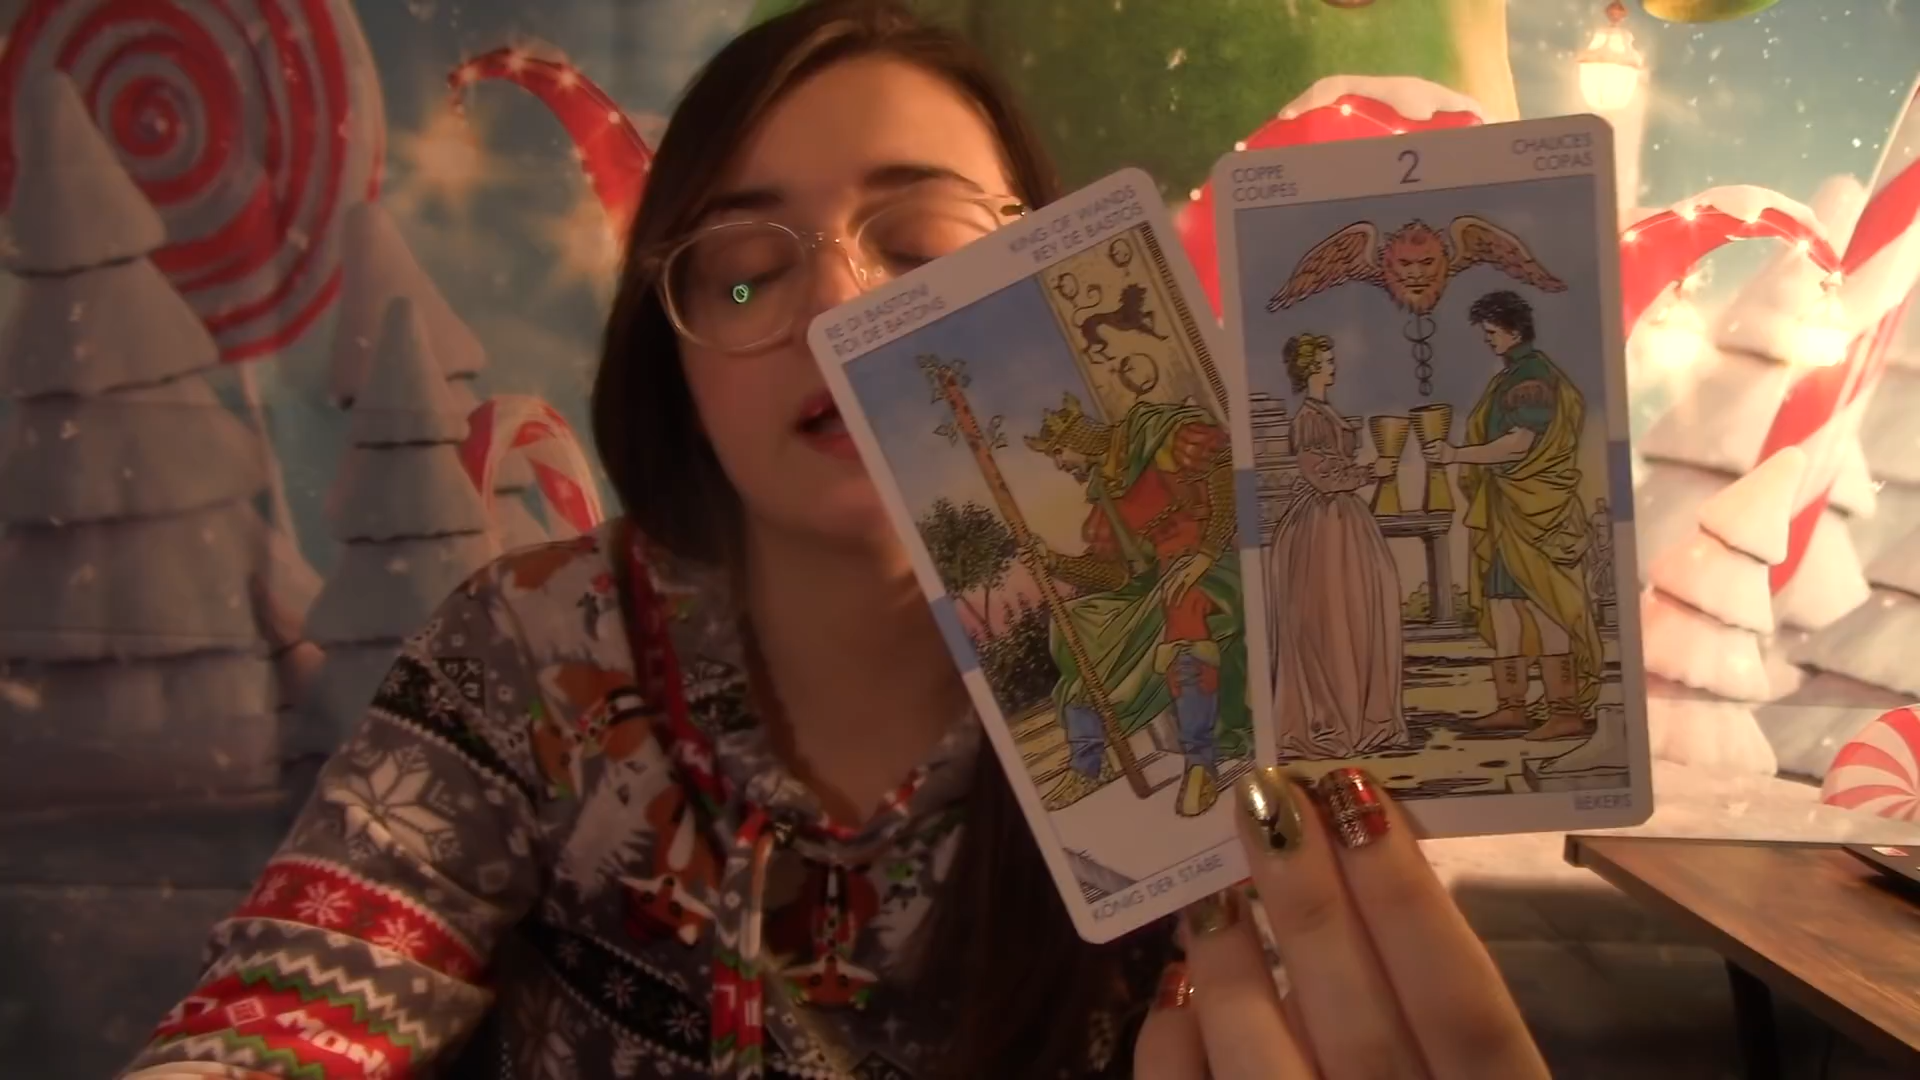 RE DI BASTONI
ROI DE BATONS
KING OF WANDS
REY DE BASTOS
KÖNIG DER STÄBE
COPPE
COUPES
2
CHALICES
COPAS
BEKERS
MON